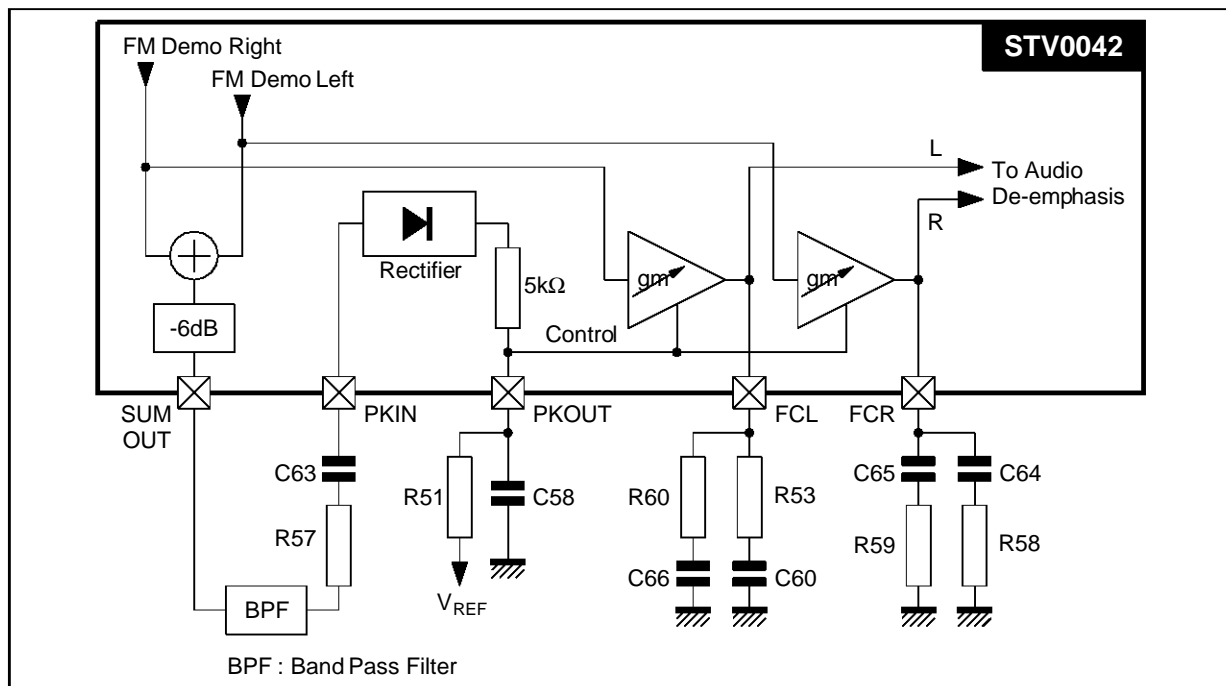 STV0042
FM Demo Right
FM Demo Left
L
To Audio
De-emphasis
R
Rectifier
5kΩ
gm
gm
-6dB
Control
SUM
OUT
PKIN
PKOUT
FCL
FCR
C63
R51
C58
R60
R53
C65
C64
R57
R59
R58
C66
C60
BPF
VREF
BPF : Band Pass Filter